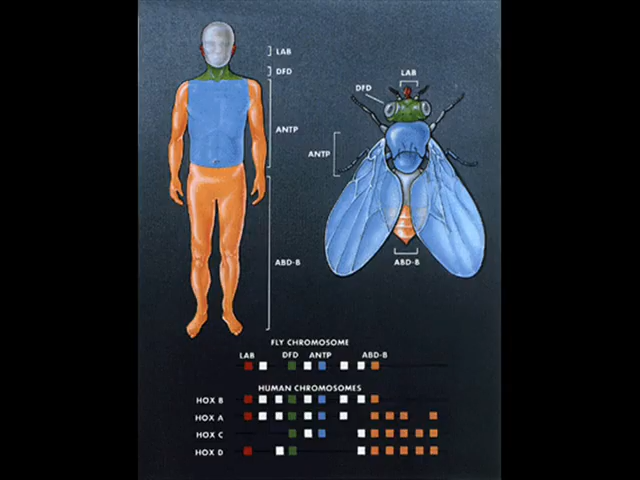 LAB
DFD
ANTP
ABD-B
LAB
DFD
ANTP
ABD-B
FLY CHROMOSOME
LAB DFD ANTP ABD-B
HUMAN CHROMOSOMES
HOX B
HOX A
HOX C
HOX D